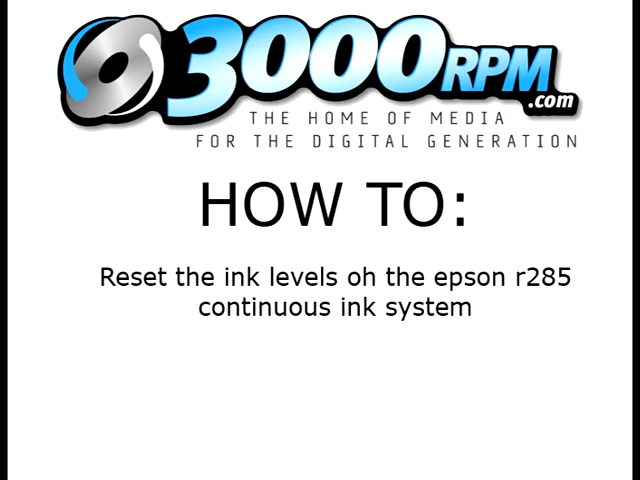 3000RPM
.com
THE HOME OF MEDIA
FOR THE DIGITAL GENERATION
HOW TO:
Reset the ink levels oh the epson r285
continuous ink system